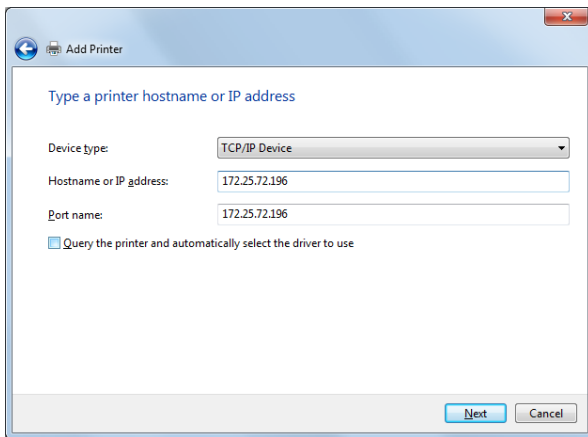 Add Printer
Type a printer hostname or IP address
Device type: TCP/IP Device
Hostname or IP address: 172.25.72.196
Port name: 172.25.72.196
Query the printer and automatically select the driver to use
Next Cancel